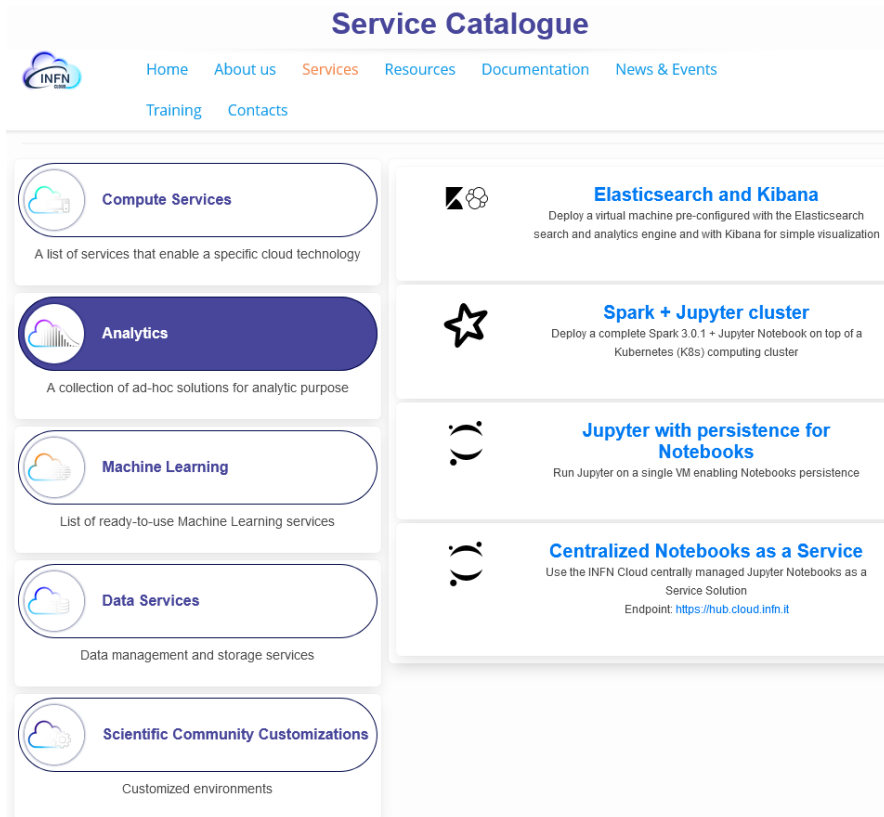 Service Catalogue
INFN
CLOUD
Home About us Services Resources Documentation News & Events
Training Contacts
Compute Services
A list of services that enable a specific cloud technology
Analytics
A collection of ad-hoc solutions for analytic purpose
Machine Learning
List of ready-to-use Machine Learning services
Data Services
Data management and storage services
Scientific Community Customizations
Customized environments
Elasticsearch and Kibana
Deploy a virtual machine pre-configured with the Elasticsearch
search and analytics engine and with Kibana for simple visualization
Spark + Jupyter cluster
Deploy a complete Spark 3.0.1 + Jupyter Notebook on top of a
Kubernetes (K8s) computing cluster
Jupyter with persistence for
Notebooks
Run Jupyter on a single VM enabling Notebooks persistence
Centralized Notebooks as a Service
Use the INFN Cloud centrally managed Jupyter Notebooks as a
Service Solution
Endpoint: https://hub.cloud.infn.it